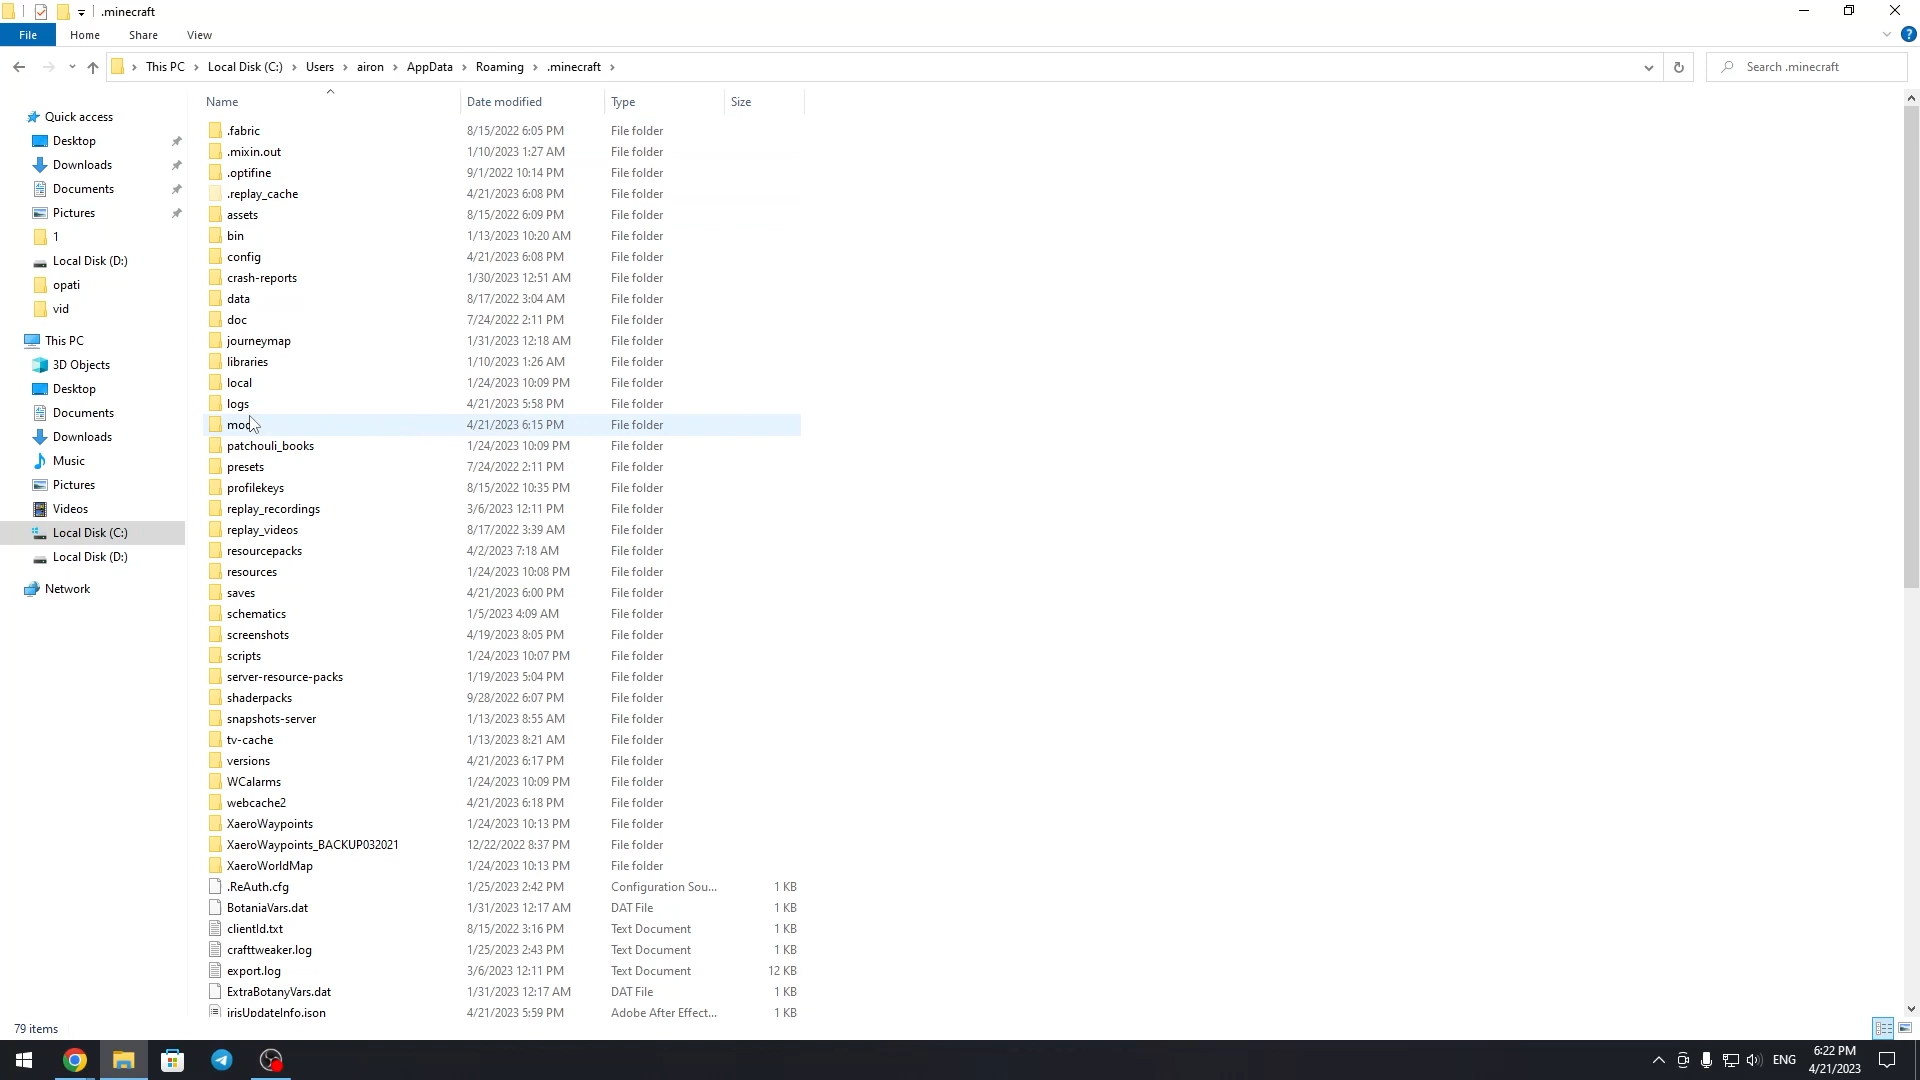 .minecraft
File Home Share View
This PC Local Disk (C:) Users airon AppData Roaming .minecraft
Search .minecraft
Quick access
Desktop
Downloads
Documents
Pictures
1
Local Disk (D:)
opati
vid
This PC
3D Objects
Desktop
Documents
Downloads
Music
Pictures
Videos
Local Disk (C:)
Local Disk (D:)
Network
Name Date modified Type Size
.fabric 8/15/2022 6:05 PM File folder
.mixin.out 1/10/2023 1:27 AM File folder
.optifine 9/1/2022 10:14 PM File folder
.replay_cache 4/21/2023 6:08 PM File folder
assets 8/15/2022 6:09 PM File folder
bin 1/13/2023 10:20 AM File folder
config 4/21/2023 6:08 PM File folder
crash-reports 1/30/2023 12:51 AM File folder
data 8/17/2022 3:04 AM File folder
doc 7/24/2022 2:11 PM File folder
journeymap 1/31/2023 12:18 AM File folder
libraries 1/10/2023 1:26 AM File folder
local 1/24/2023 10:09 PM File folder
logs 4/21/2023 5:58 PM File folder
4/21/2023 6:15 PM File folder
patchouli_books 1/24/2023 10:09 PM File folder
presets 7/24/2022 2:11 PM File folder
profilekeys 8/15/2022 10:35 PM File folder
replay_recordings 3/6/2023 12:11 PM File folder
replay_videos 8/17/2022 3:39 AM File folder
resourcepacks 4/2/2023 7:18 AM File folder
resources 1/24/2023 10:08 PM File folder
saves 4/21/2023 6:00 PM File folder
schematics 1/5/2023 4:09 AM File folder
screenshots 4/19/2023 8:05 PM File folder
scripts 1/24/2023 10:07 PM File folder
server-resource-packs 1/19/2023 5:04 PM File folder
shaderpacks 9/28/2022 6:07 PM File folder
snapshots-server 1/13/2023 8:55 AM File folder
tv-cache 1/13/2023 8:21 AM File folder
versions 4/21/2023 6:17 PM File folder
WCalarms 1/24/2023 10:09 PM File folder
webcache2 4/21/2023 6:18 PM File folder
XaeroWaypoints 1/24/2023 10:13 PM File folder
XaeroWaypoints_BACKUP032021 12/22/2022 8:37 PM File folder
XaeroWorldMap 1/24/2023 10:13 PM File folder
.ReAuth.cfg 1/25/2023 2:42 PM Configuration Sou... 1 KB
BotaniaVars.dat 1/31/2023 12:17 AM DAT File 1 KB
clientId.txt 8/15/2022 3:16 PM Text Document 1 KB
crafttweaker.log 1/25/2023 2:43 PM Text Document 1 KB
export.log 3/6/2023 12:11 PM Text Document 12 KB
ExtraBotanyVars.dat 1/31/2023 12:17 AM DAT File 1 KB
irisUpdateInfo.json 4/21/2023 5:59 PM Adobe After Effect... 1 KB
79 items
ENG
6:22 PM
4/21/2023